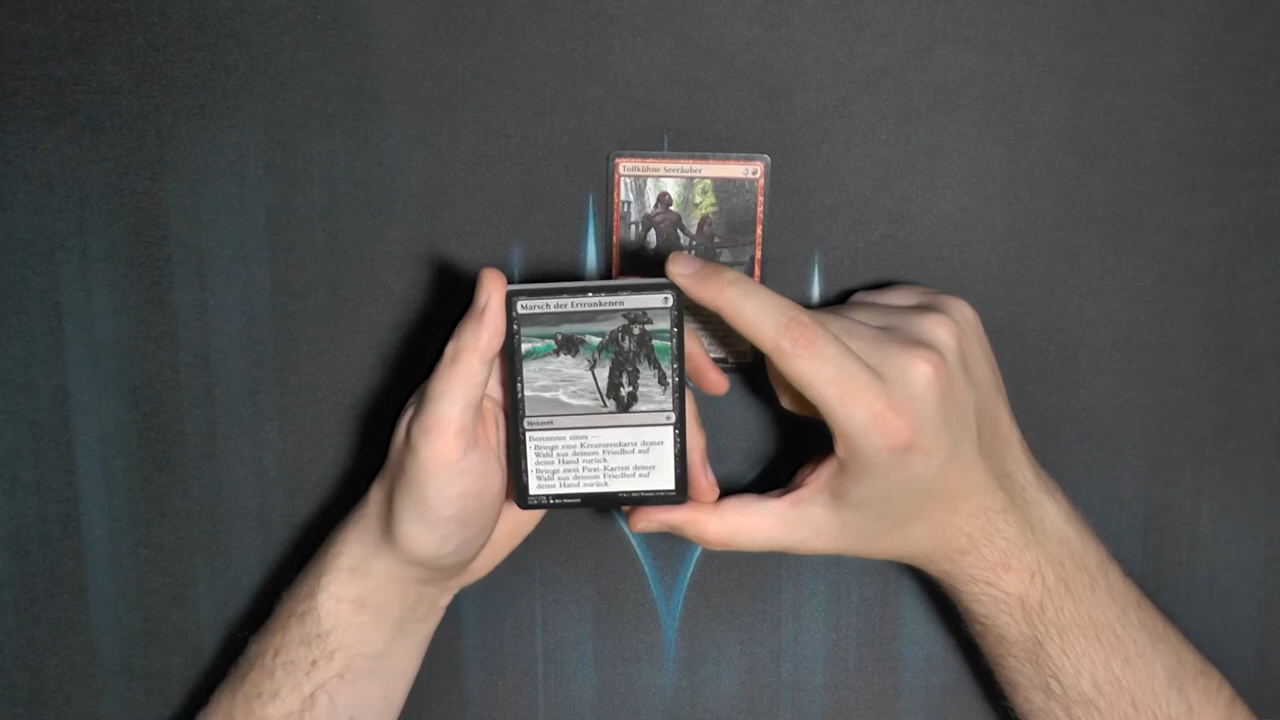 Tollkühne Seeräuber 3
Marsch der Ertrunkenen
Hexerei
Bestimme eines —
• Bringe eine Kreaturenkarte deiner
Wahl aus deinem Friedhof auf
deine Hand zurück.
• Bringe zwei Pirat-Karten deiner
Wahl aus deinem Friedhof auf
deine Hand zurück.